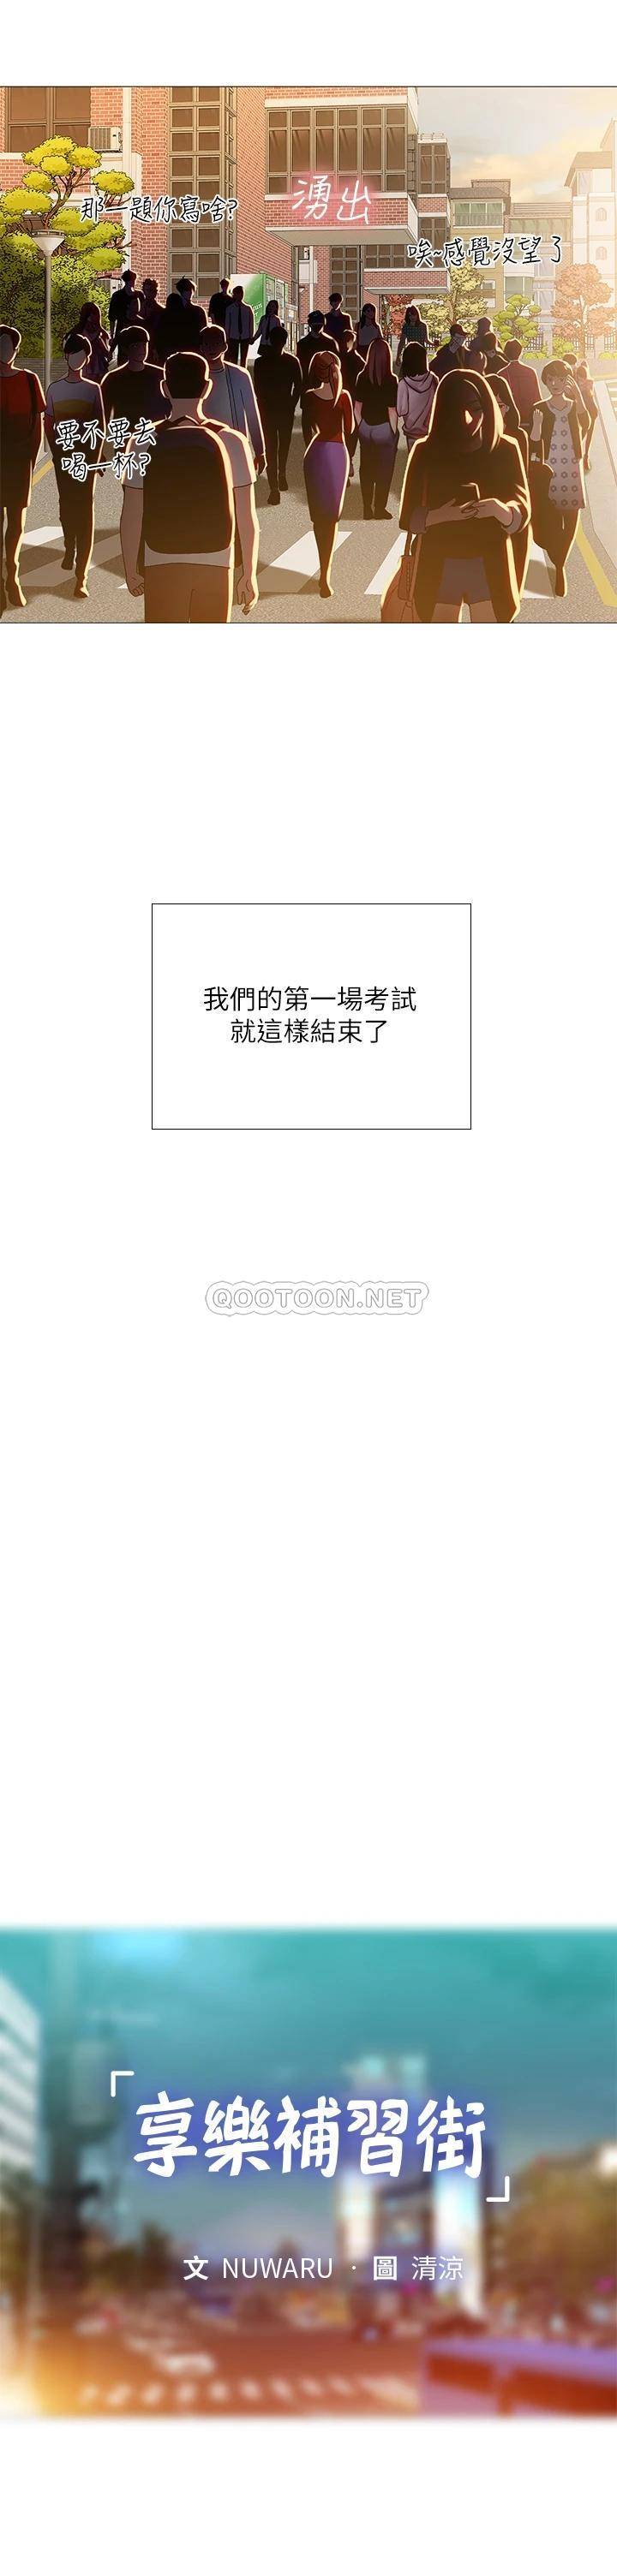 湧出
那一題你寫啥?
唉~感覺沒望了
要不要去
喝一杯?
我們的第一場考試
就這樣結束了
QOOTOON.NET
「享樂補習街」
文 NUWARU · 圖 清涼